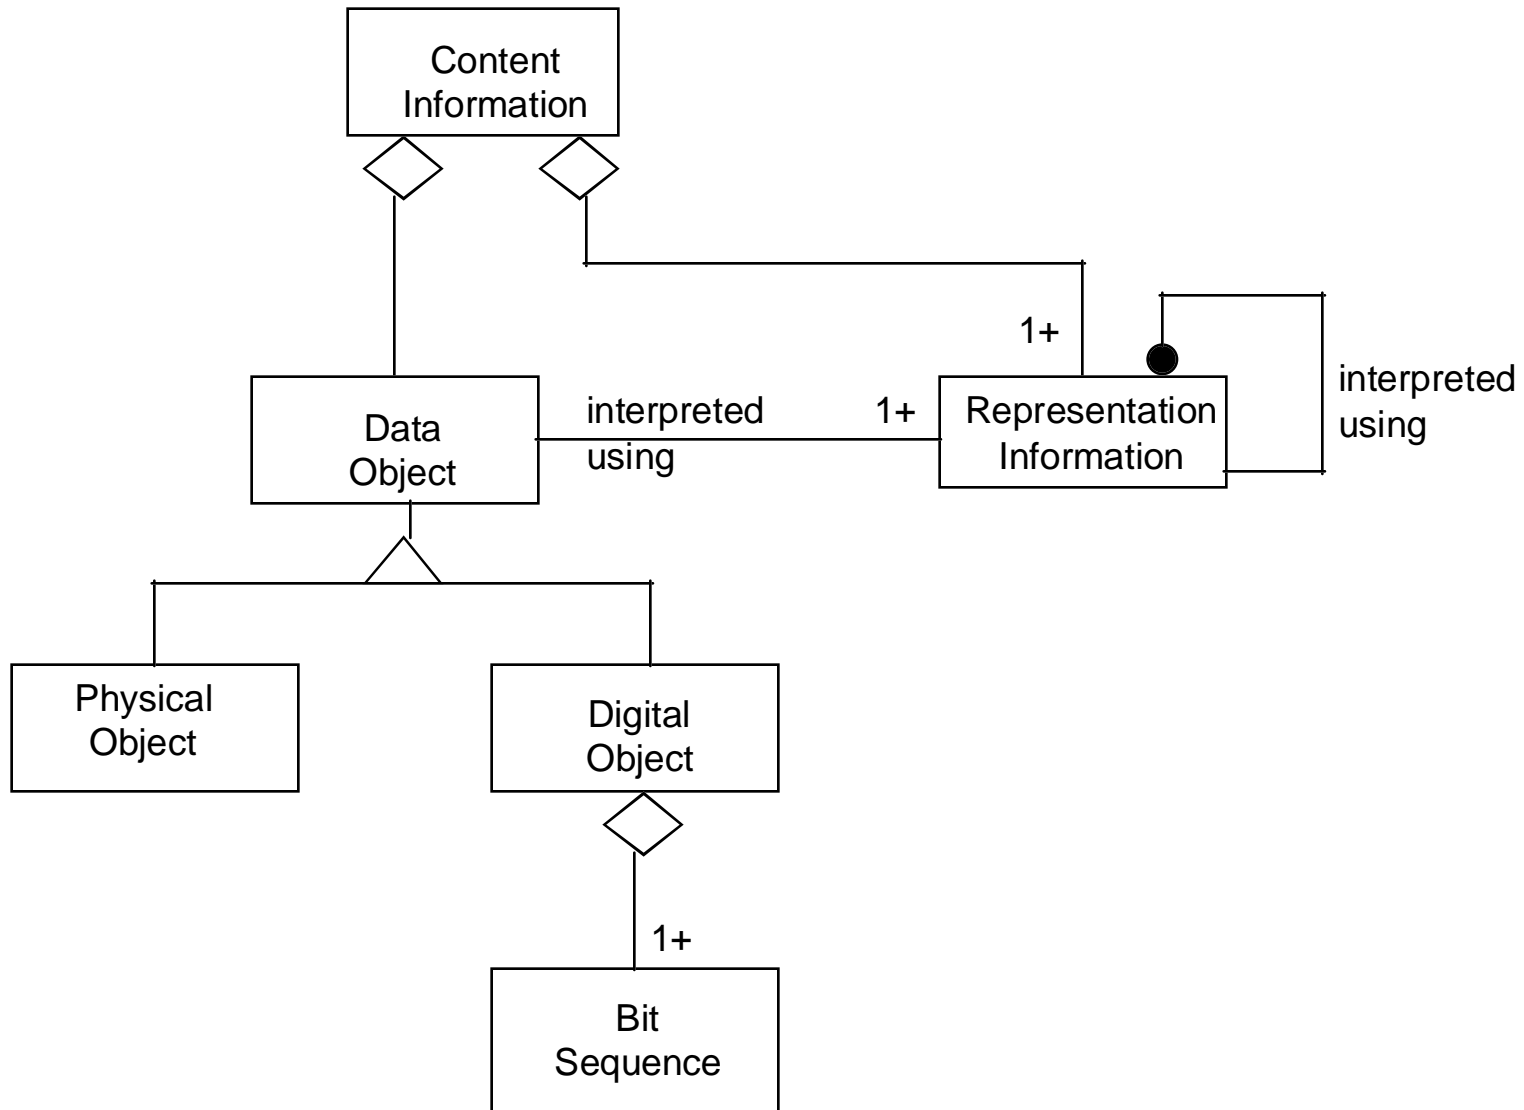 Content
Information
1+
interpreted
using
Data
Object
interpreted
using
1+
Representation
Information
Physical
Object
Digital
Object
1+
Bit
Sequence